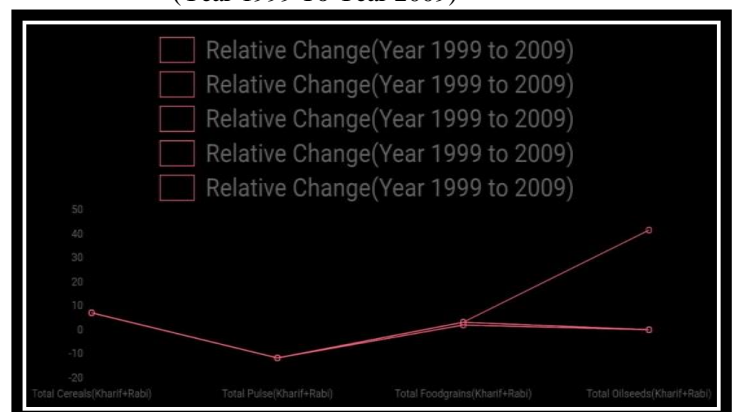 (Year 1999 To Year 2009)
Relative Change(Year 1999 to 2009)
Relative Change(Year 1999 to 2009)
Relative Change(Year 1999 to 2009)
Relative Change(Year 1999 to 2009)
Relative Change(Year 1999 to 2009)
50
40
30
20
10
0
-10
-20
Total Cereals(Kharif+Rabi) Total Pulse(Kharif+Rabi) Total Foodgrains(Kharif+Rabi) Total Oilseeds(Kharif+Rabi)